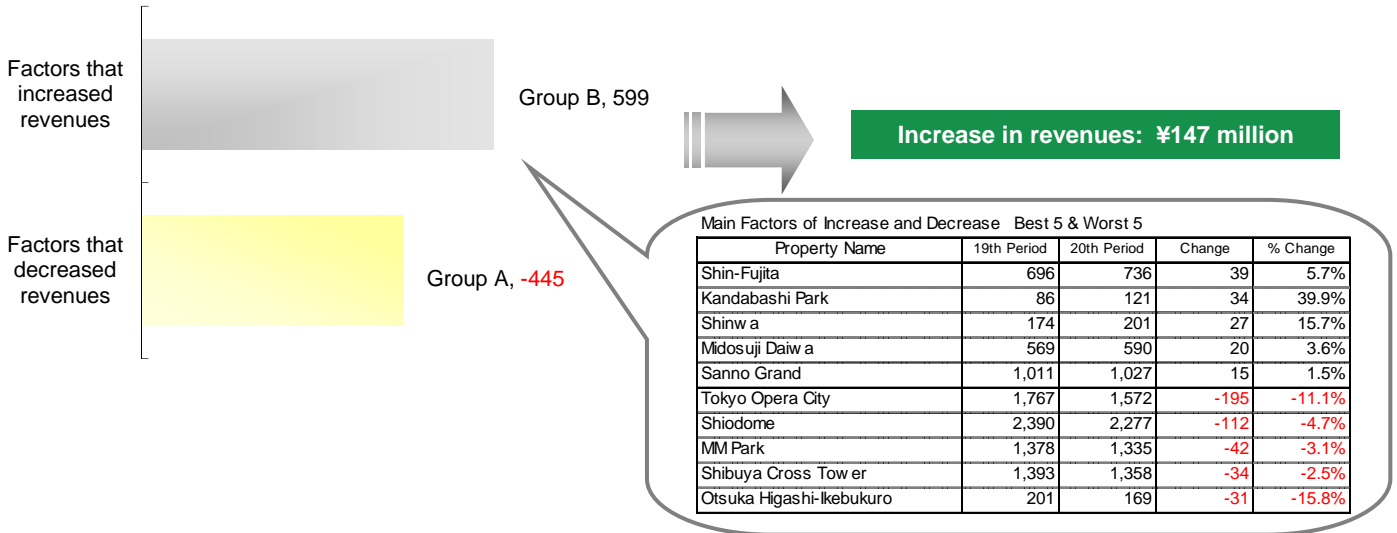 Factors that
increased
revenues
Group B, 599
Increase in revenues: ¥147 million
Factors that
decreased
revenues
Group A, -445
Main Factors of Increase and Decrease Best 5 & Worst 5
Property Name 19th Period 20th Period Change % Change
Shin-Fujita 696 736 39 5.7%
Kandabashi Park 86 121 34 39.9%
Shinwa 174 201 27 15.7%
Midosuji Daiwa 569 590 20 3.6%
Sanno Grand 1,011 1,027 15 1.5%
Tokyo Opera City 1,767 1,572 -195 -11.1%
Shiodome 2,390 2,277 -112 -4.7%
MM Park 1,378 1,335 -42 -3.1%
Shibuya Cross Tower 1,393 1,358 -34 -2.5%
Otsuka Higashi-Ikebukuro 201 169 -31 -15.8%